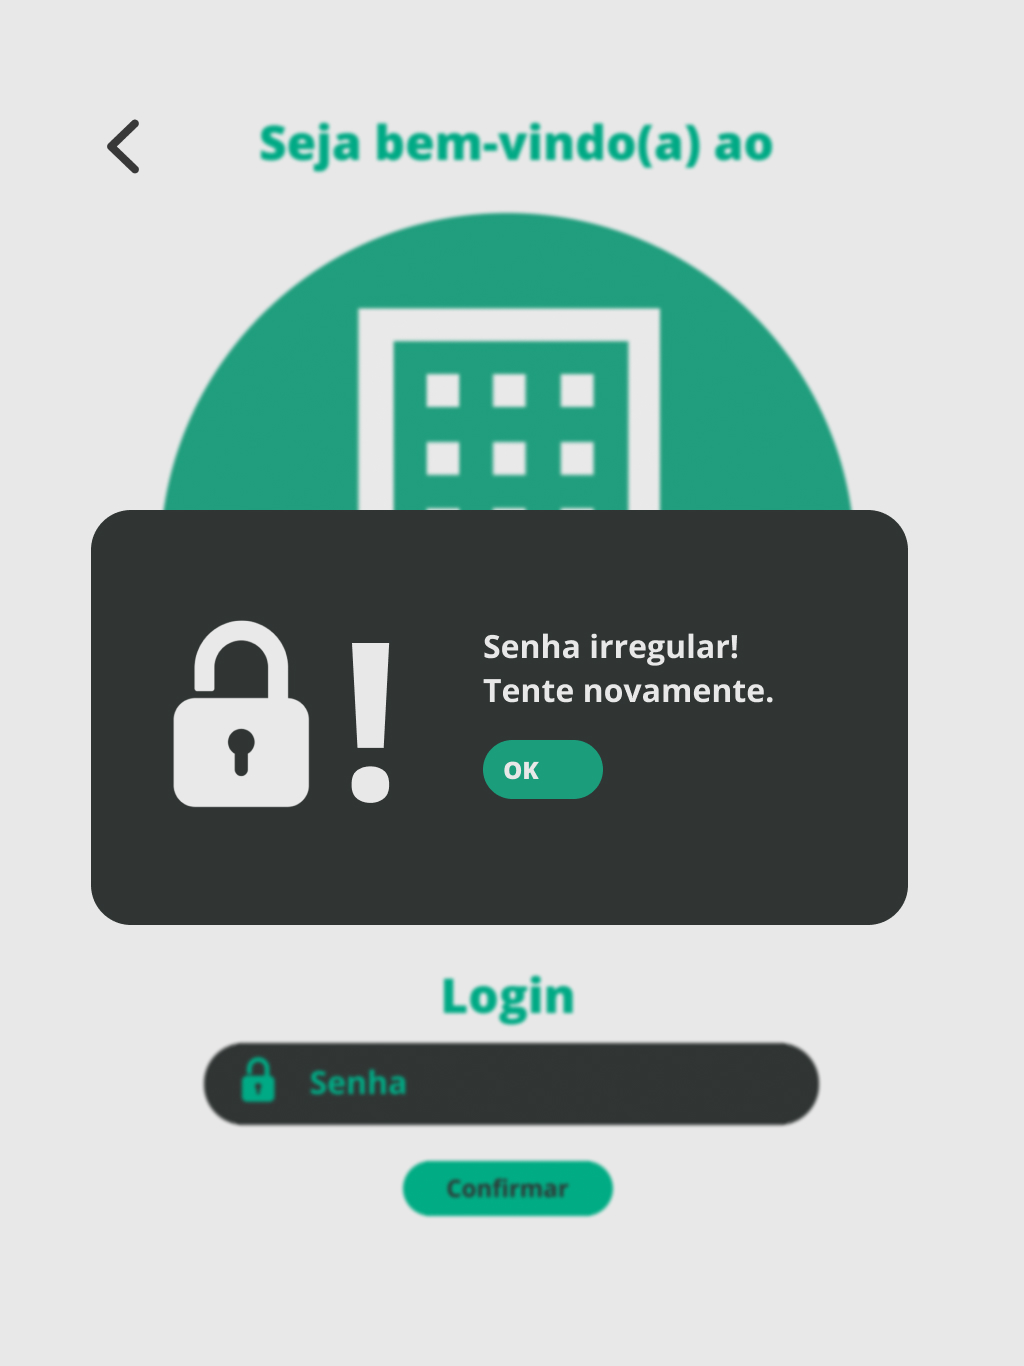 Seja bem-vindo(a) ao
Senha irregular!
Tente novamente.
OK
Login
Senha
Confirmar